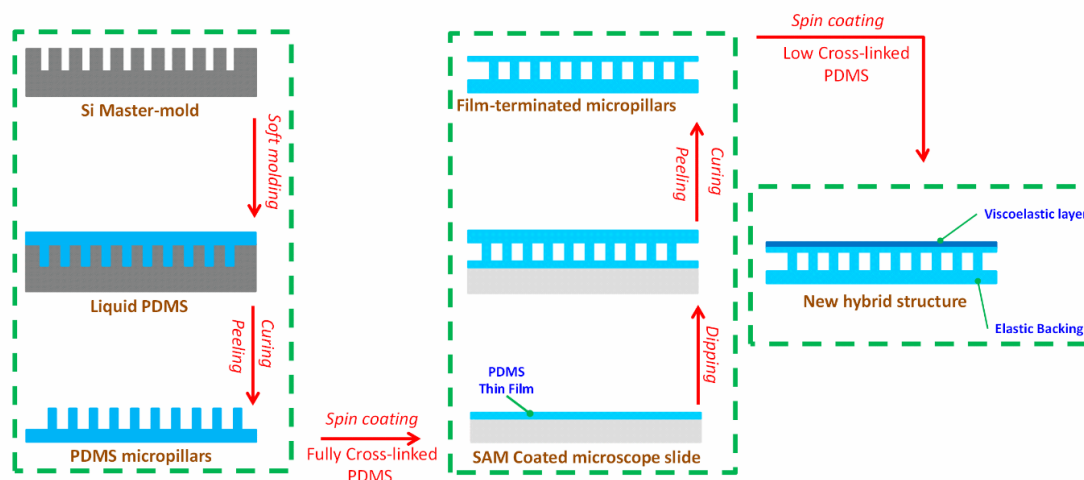 Si Master-mold
Soft molding
Liquid PDMS
Curing
Peeling
PDMS micropillars
Spin coating
Fully Cross-linked
PDMS
Film-terminated micropillars
Peeling
Curing
Dipping
PDMS
Thin Film
SAM Coated microscope slide
Spin coating
Low Cross-linked
PDMS
Viscoelastic layer
New hybrid structure
Elastic Backing